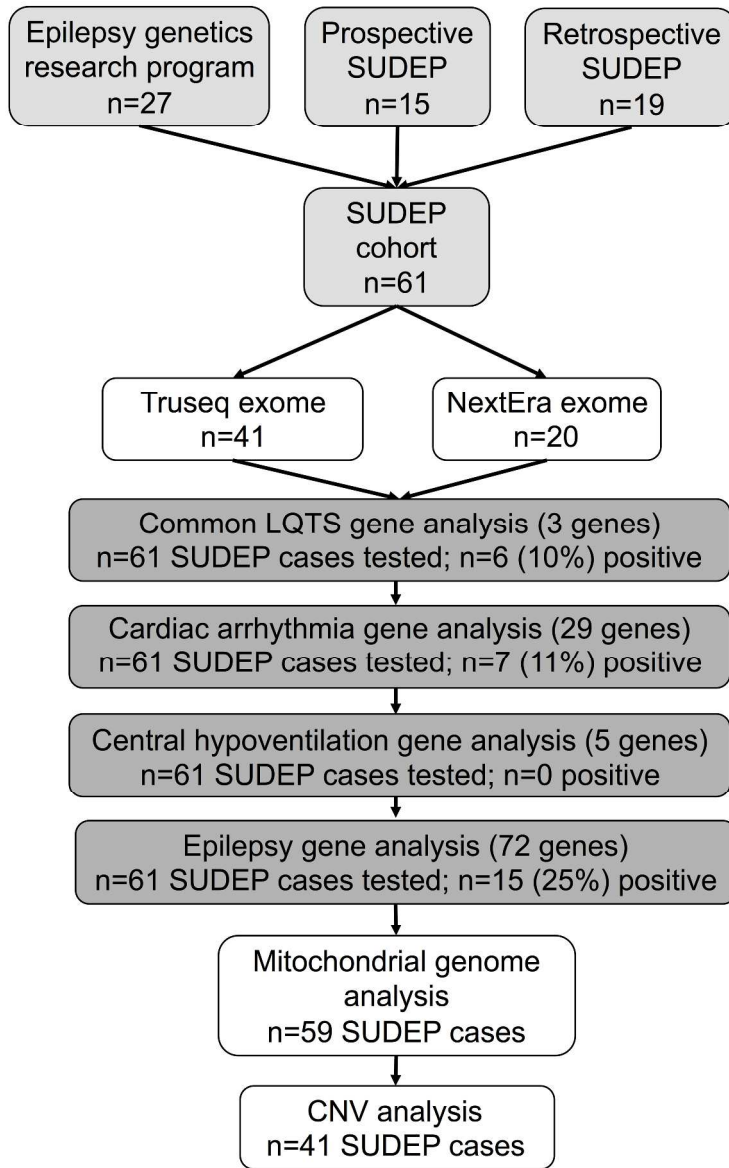 Epilepsy genetics
research program
n=27
Prospective
SUDEP
n=15
Retrospective
SUDEP
n=19
SUDEP
cohort
n=61
Truseq exome
n=41
NextEra exome
n=20
Common LQTS gene analysis (3 genes)
n=61 SUDEP cases tested; n=6 (10%) positive
Cardiac arrhythmia gene analysis (29 genes)
n=61 SUDEP cases tested; n=7 (11%) positive
Central hypoventilation gene analysis (5 genes)
n=61 SUDEP cases tested; n=0 positive
Epilepsy gene analysis (72 genes)
n=61 SUDEP cases tested; n=15 (25%) positive
Mitochondrial genome
analysis
n=59 SUDEP cases
CNV analysis
n=41 SUDEP cases